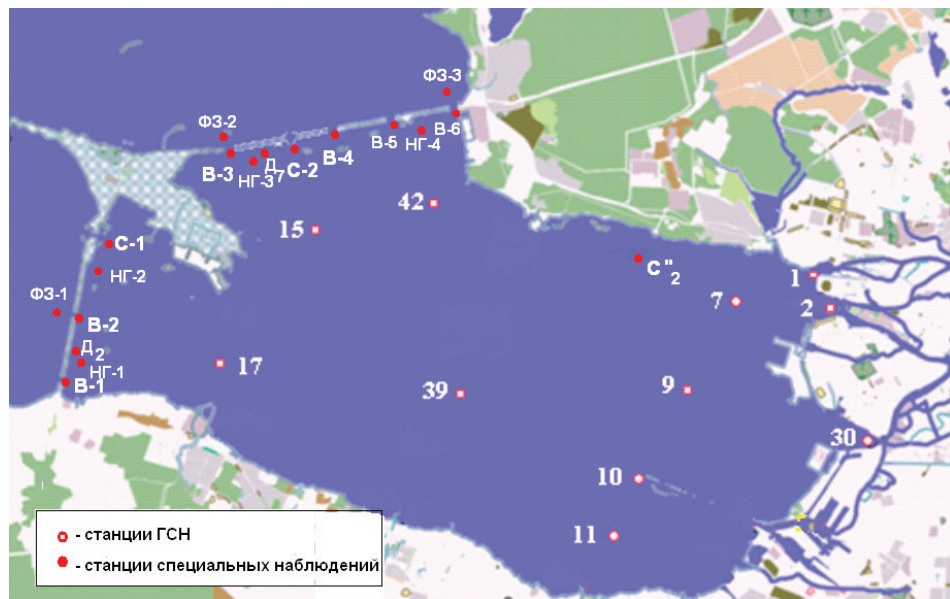 ФЗ-3
ФЗ-2
В-6
В-5
НГ-4
В-4
С-2
Д
7
НГ-3
В-3
42
15
С-1
НГ-2
С"2
1
7
2
ФЗ-1
В-2
Д2
НГ-1
В-1
17
39
9
30
10
11
- станции ГСН
- станции специальных наблюдений